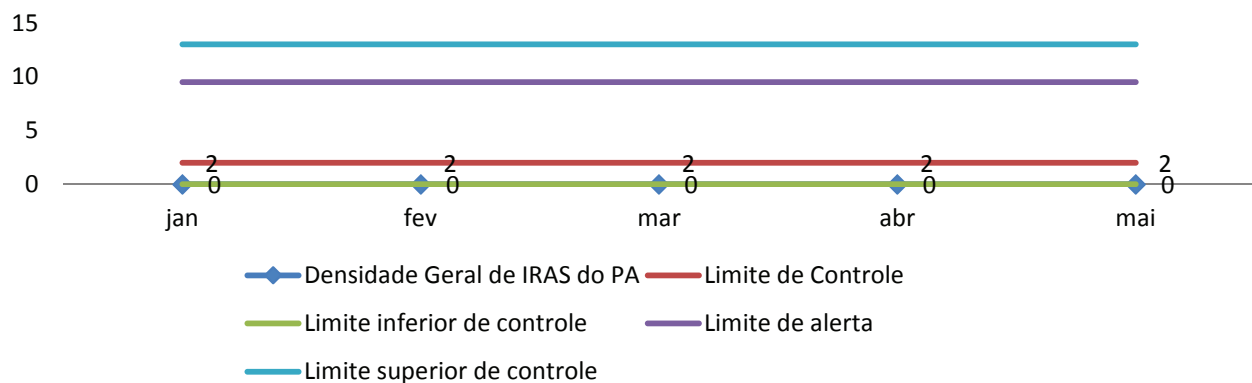 15
10
5
0
2 2 2 2 2
0 0 0 0 0
jan fev mar abr mai
Densidade Geral de IRAS do PA Limite de Controle
Limite inferior de controle Limite de alerta
Limite superior de controle